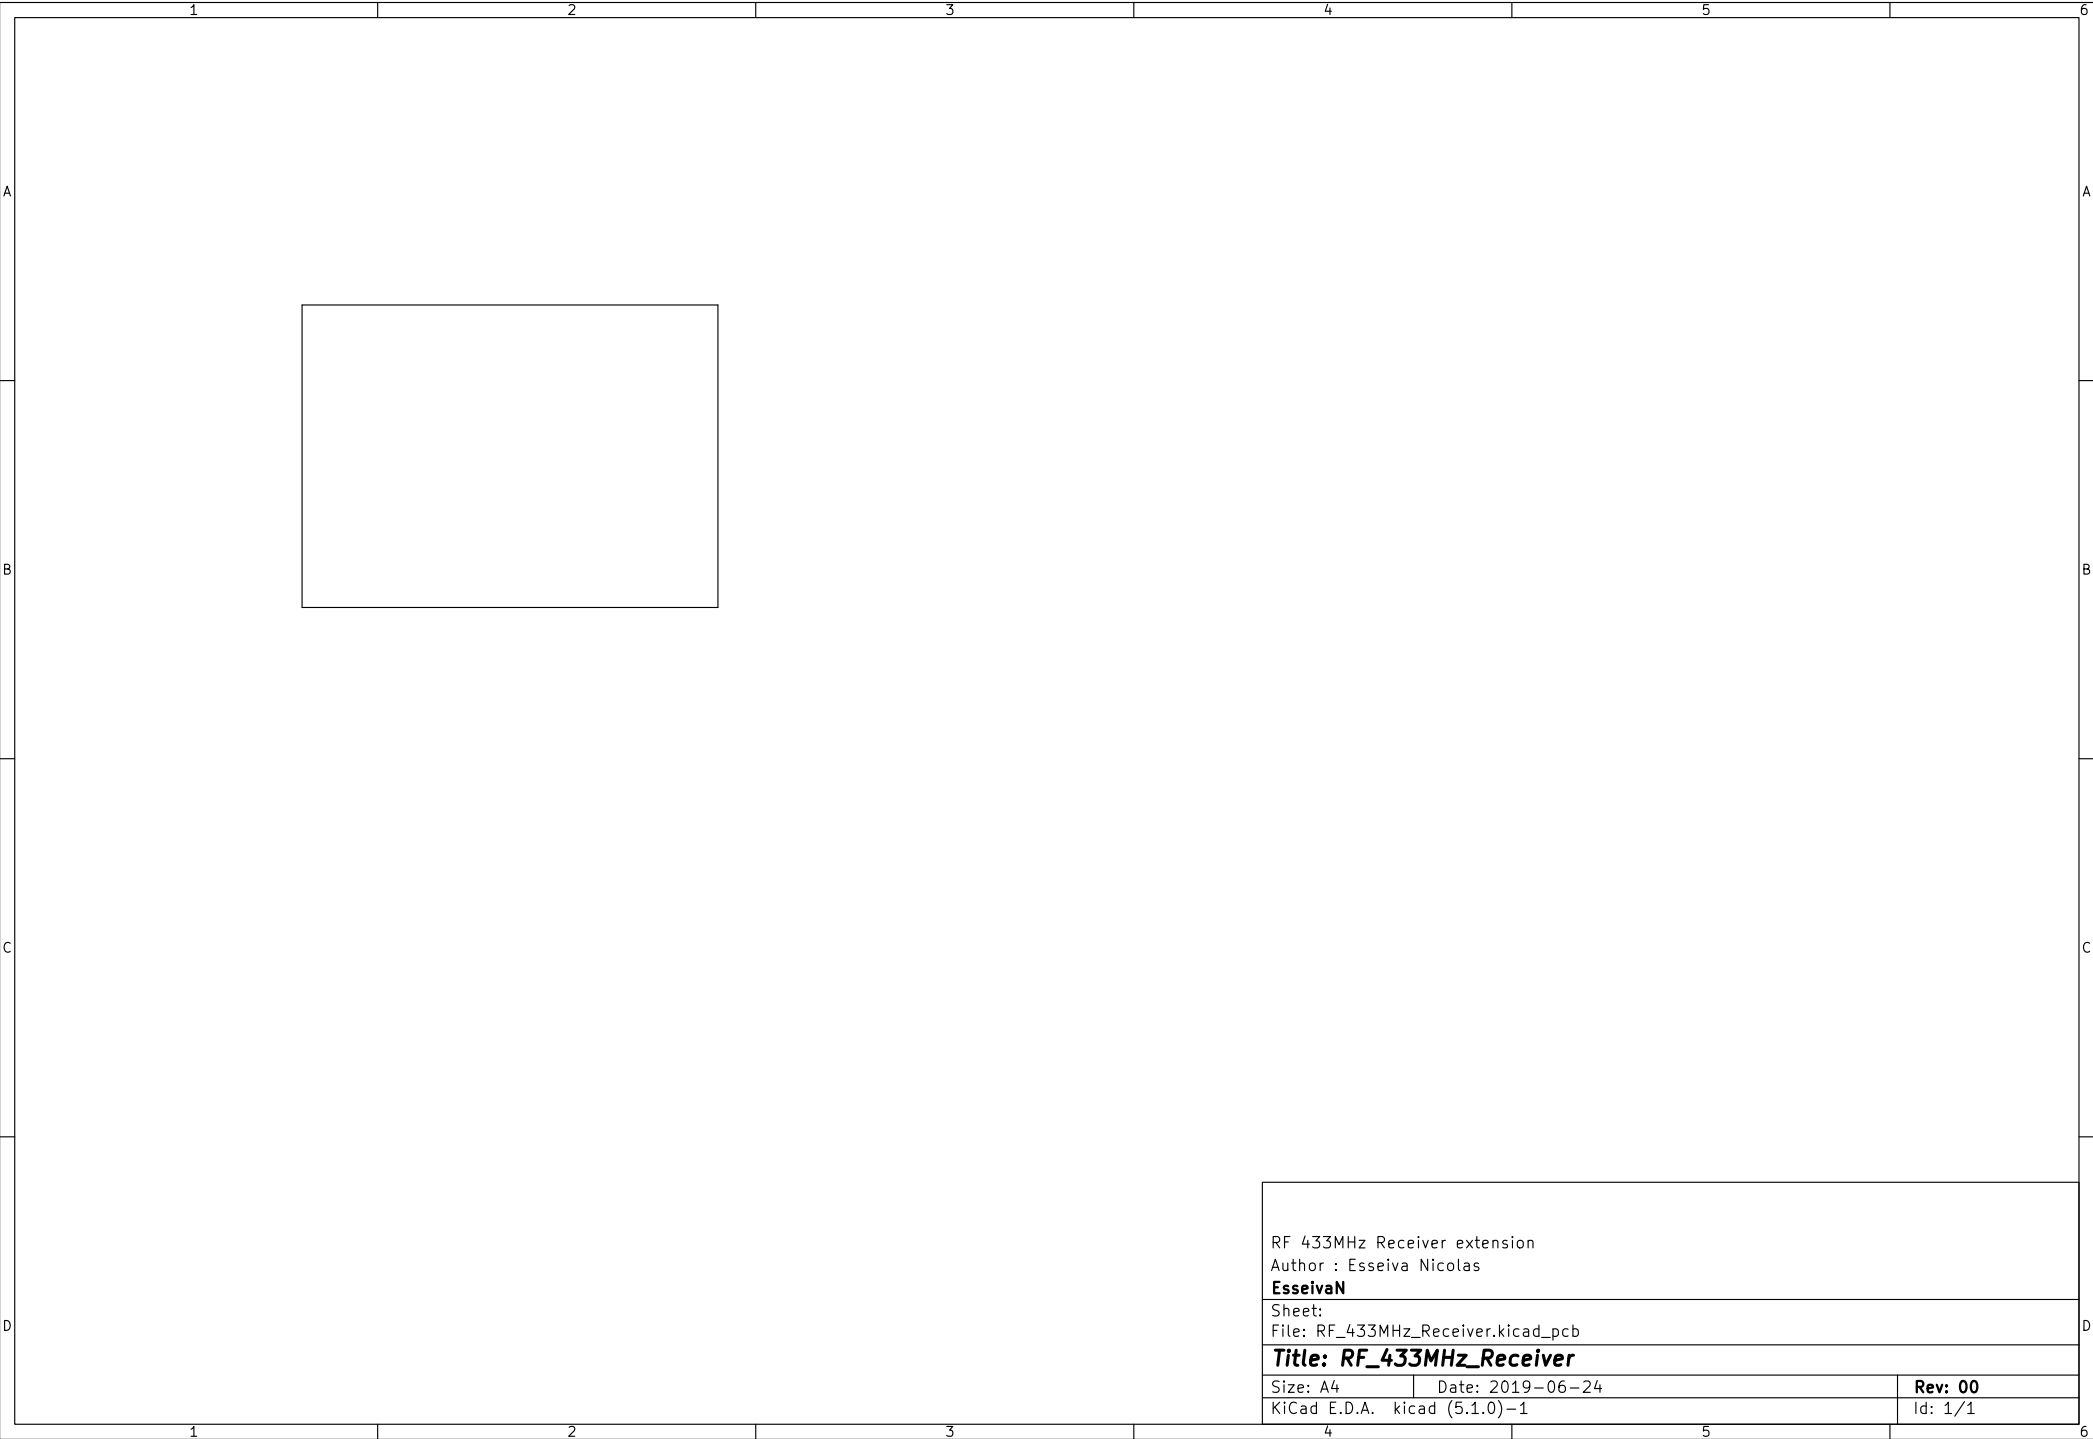 1 2 3 4 5 6
A A
B B
C C
RF 433MHz Receiver extension
Author : Esseiva Nicolas
EsseivaN
Sheet:
D File: RF_433MHz_Receiver.kicad_pcb D
Title: RF_433MHz_Receiver
Size: A4 Date: 2019-06-24 Rev: 00
KiCad E.D.A. kicad (5.1.0)-1 Id: 1/1
1 2 3 4 5 6